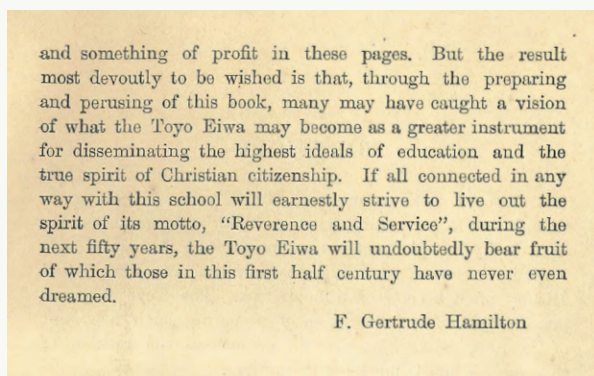 and something of profit in these pages. But the result
most devoutly to be wished is that, through the preparing
and perusing of this book, many may have caught a vision
of what the Toyo Eiwa may become as a greater instrument
for disseminating the highest ideals of education and the
true spirit of Christian citizenship. If all connected in any
way with this school will earnestly strive to live out the
spirit of its motto, "Reverence and Service", during the
next fifty years, the Toyo Eiwa will undoubtedly bear fruit
of which those in this first half century have never even
dreamed.
F. Gertrude Hamilton